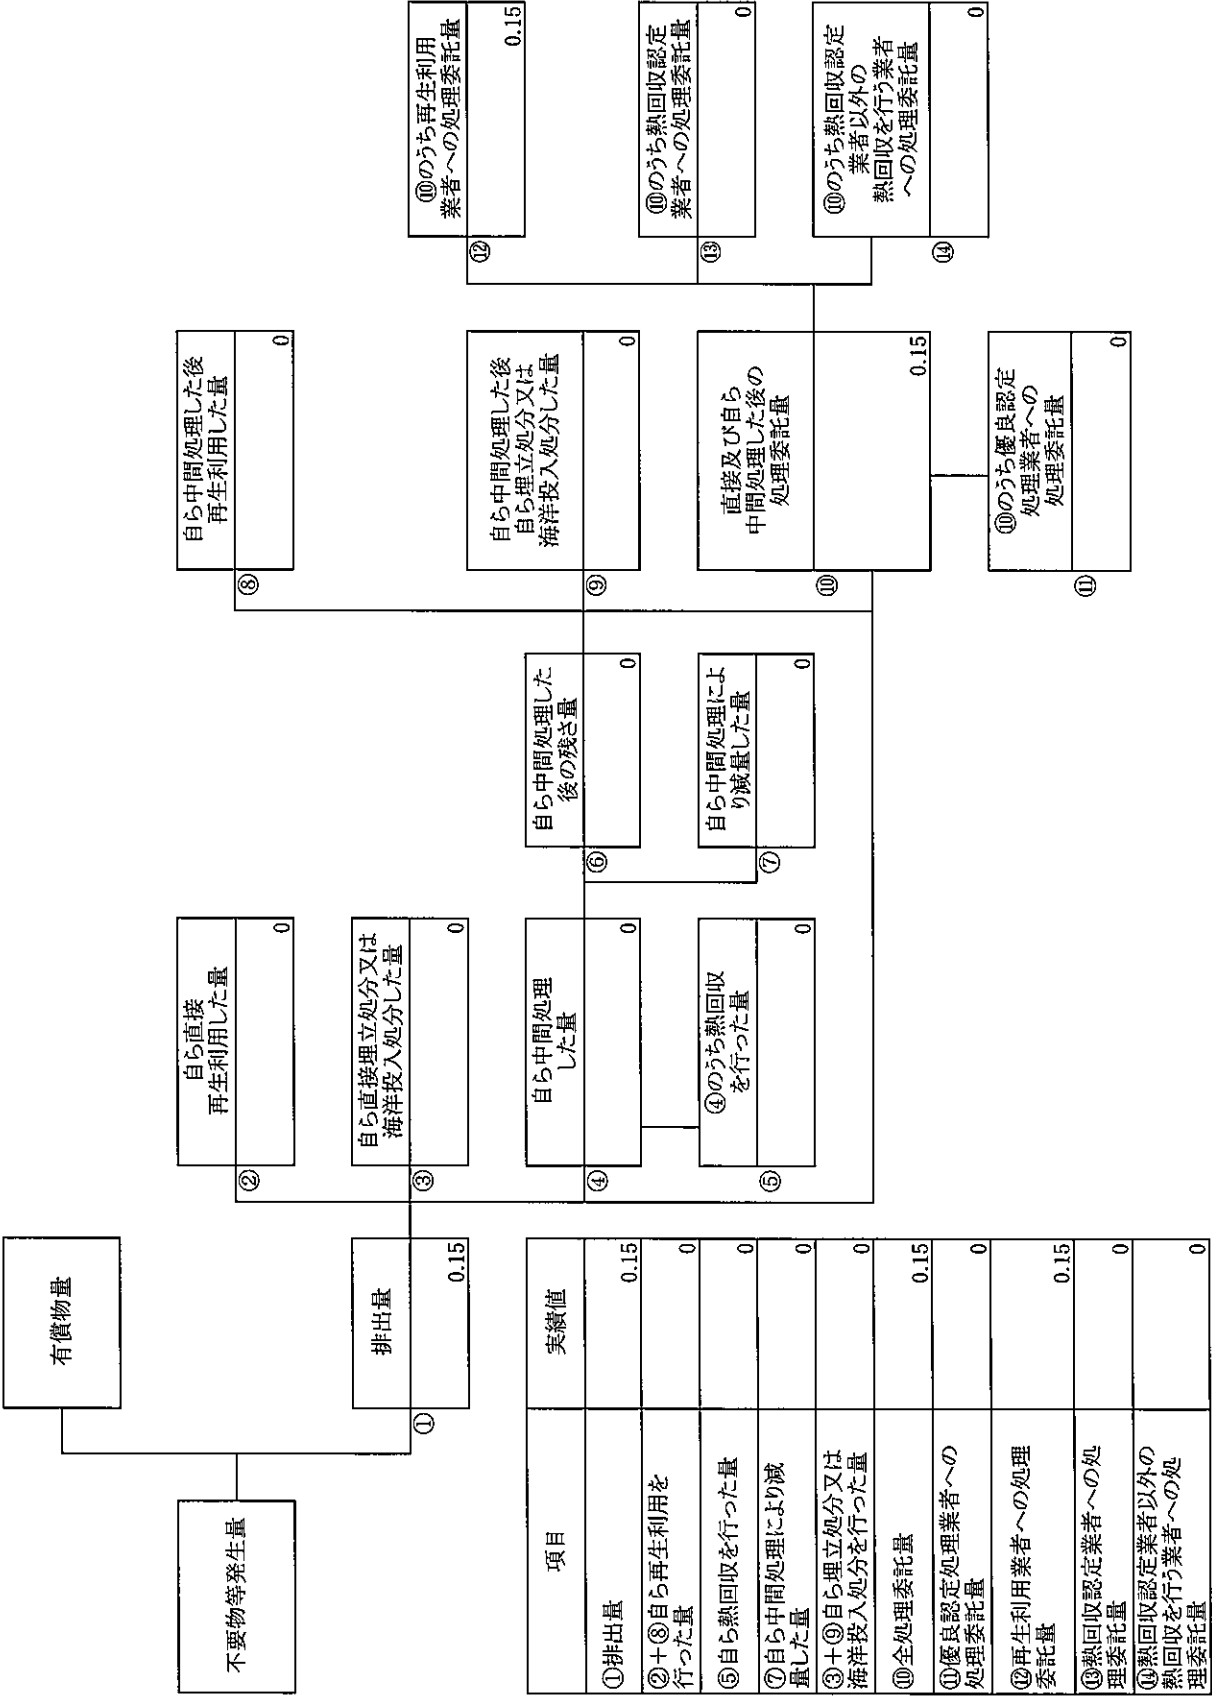 不要物等発生量
有償物量
排出量
①
0.15
自ら直接
再生利用した量
②
0
自ら直接埋立処分又は
海洋投入処分した量
③
0
自ら中間処理
した量
④
0
④のうち熱回収
を行った量
⑤
0
自ら中間処理した
後の残さ量
⑥
0
自ら中間処理によ
り減量した量
⑦
0
自ら中間処理した後
再生利用した量
⑧
0
自ら中間処理した後
自ら埋立処分又は
海洋投入処分した量
⑨
0
直接及び自ら
中間処理した後の
処理委託量
⑩
0.15
⑩のうち優良認定
処理業者への
処理委託量
⑪
0
⑩のうち再生利用
業者への処理委託量
⑫
0.15
⑩のうち熱回収認定
業者への処理委託量
⑬
0
⑩のうち熱回収認定
業者以外の
熱回収を行う業者
への処理委託量
⑭
0
項目 実績値
①排出量 0.15
②+⑧自ら再生利用を
行った量 0
⑤自ら熱回収を行った量 0
⑦自ら中間処理により減
量した量 0
③+⑨自ら埋立処分又は
海洋投入処分を行った量 0
⑩全処理委託量 0.15
⑪優良認定処理業者への
処理委託量 0
⑫再生利用業者への処理
委託量 0.15
⑬熱回収認定業者への処
理委託量 0
⑭熱回収認定業者以外の
熱回収を行う業者への処
理委託量 0